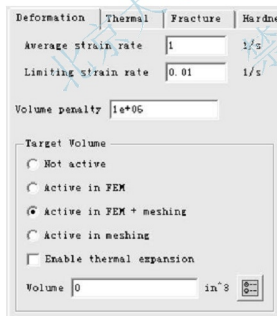 Deformation Thermal Fracture Hardne
Average strain rate 1 1/s
Limiting strain rate 0.01 1/s
Volume penalty 1e+06
Target Volume
Not active
Active in FEM
Active in FEM + meshing
Active in meshing
Enable thermal expansion
Volume 0 in^3